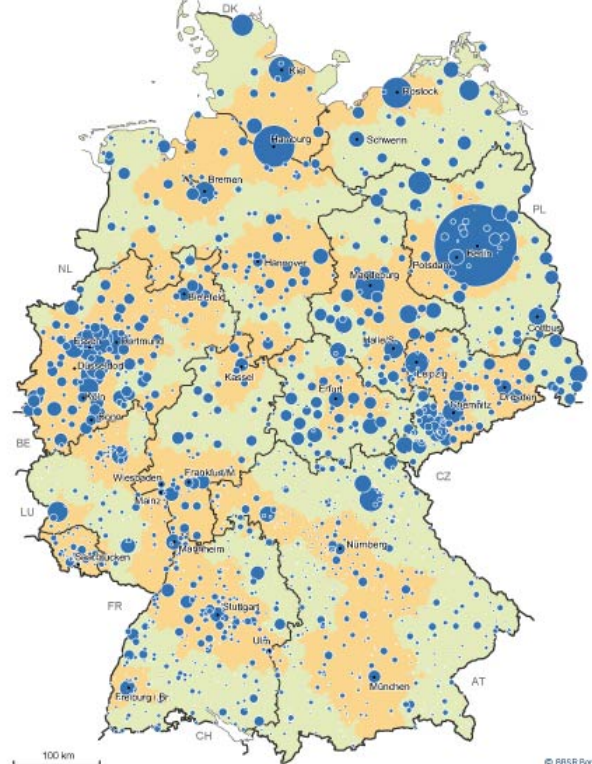 DK
Kiel
Rostock
Hamburg
Schwerin
Bremen
PL
Berlin
Potsdam
NL
Hannover
Magdeburg
Bielefeld
Cottbus
Essen
Dortmund
Halle/S.
Leipzig
Düsseldorf
Kassel
Erfurt
Dresden
Köln
Chemnitz
Bonn
BE
CZ
Wiesbaden
Frankfurt/M.
Mainz
LU
Nürnberg
Mannheim
Saarbrücken
FR
Stuttgart
Ulm
AT
München
Freiburg i.Br.
CH
100 km
© BBSR Bon